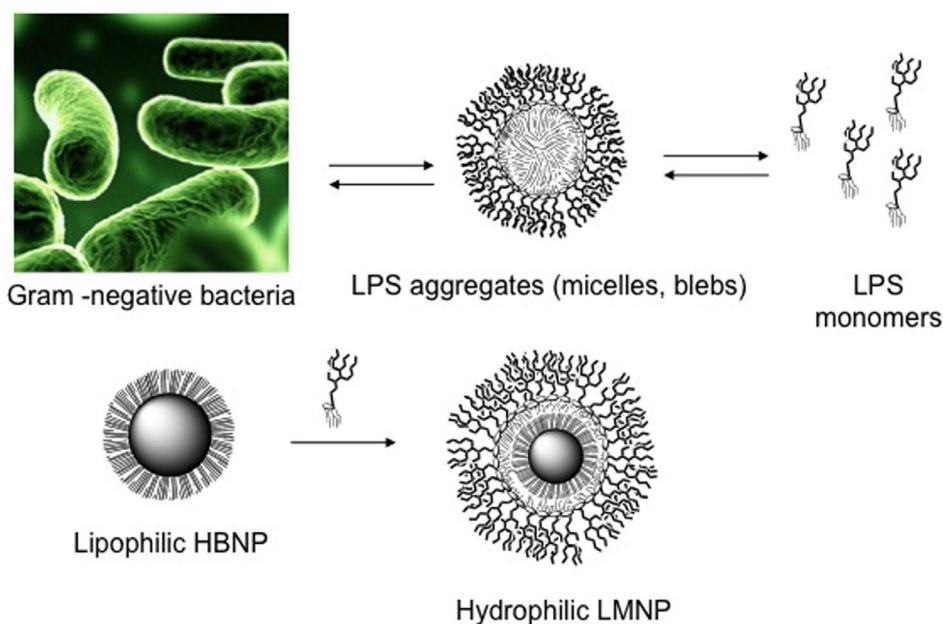 Gram -negative bacteria
LPS aggregates (micelles, blebs)
LPS
monomers
Lipophilic HBNP
Hydrophilic LMNP